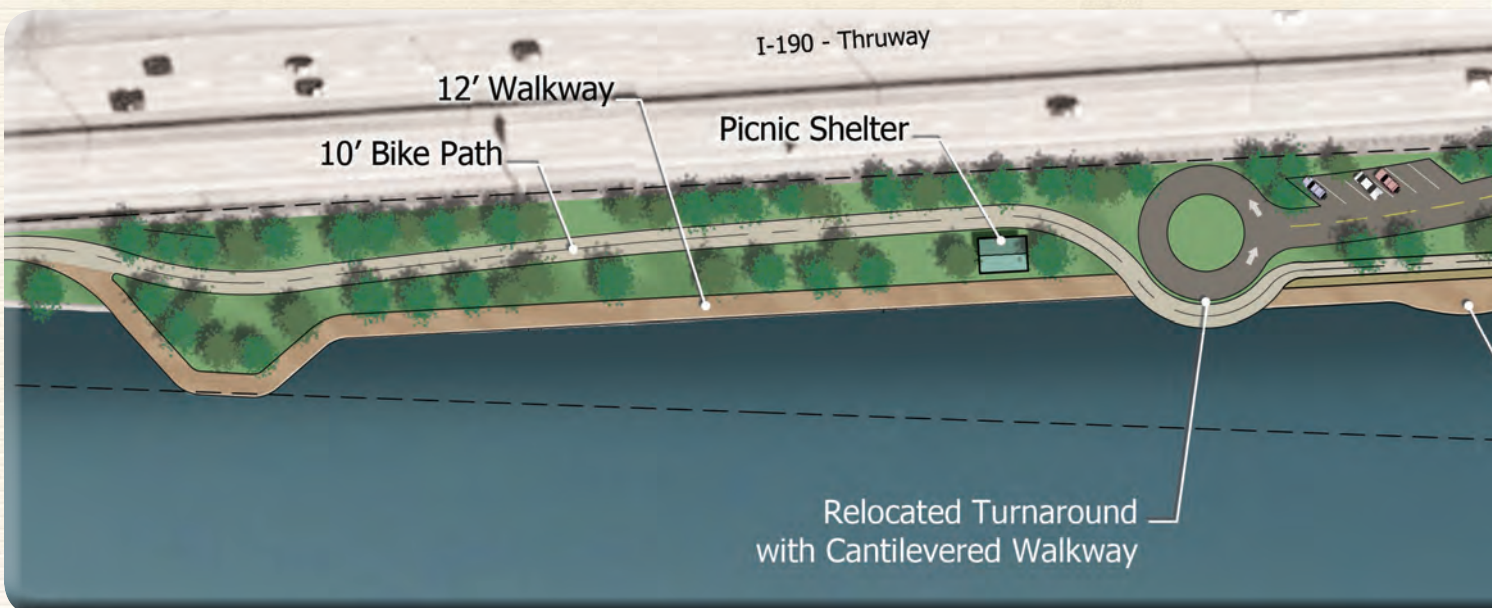 I-190 - Thruway
12' Walkway
Picnic Shelter
10' Bike Path
Relocated Turnaround
with Cantilevered Walkway